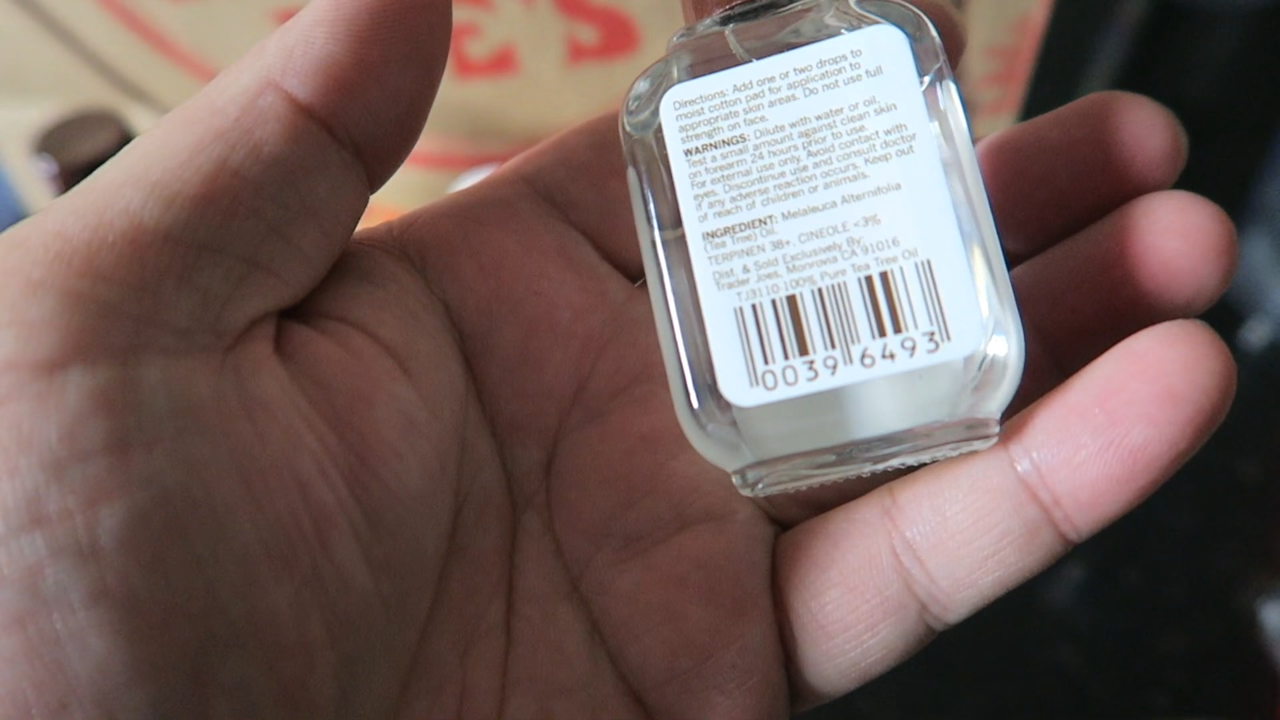 E'S
Directions: Add one or two drops to
moist cotton pad for application to
appropriate skin areas. Do not use full
strength on face.
WARNINGS: Dilute with water or oil.
Test a small amount against clean skin
on forearm 24 hours prior to use.
For external use only. Avoid contact with
eyes. Discontinue use and consult doctor
if any adverse reaction occurs. Keep out
of reach of children or animals.
INGREDIENT: Melaleuca Alternifolia
(Tea Tree) Oil.
TERPINEN 38+, CINEOLE <3%
Dist. & Sold Exclusively By:
Trader Joes, Monrovia CA 91016
TJ3110-100% Pure Tea Tree Oil
0039 6493